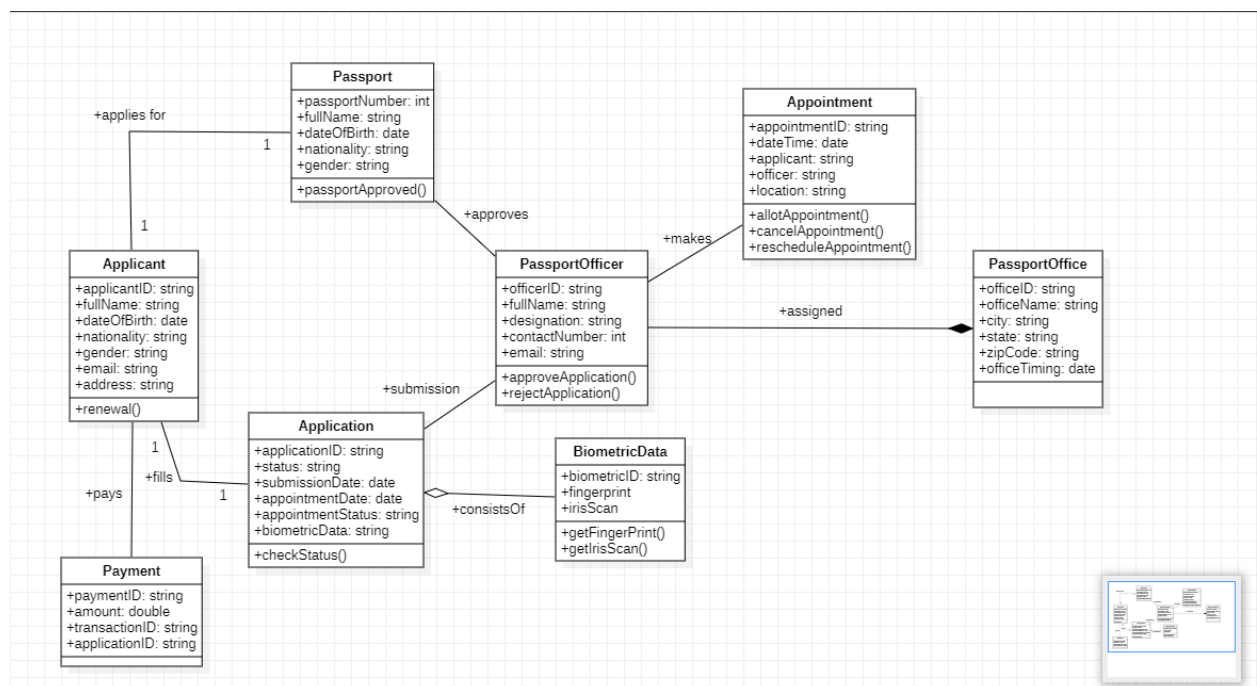 Passport
+passportNumber: int
+fullName: string
+dateOfBirth: date
+nationality: string
+gender: string
+passportApproved()
+applies for
1
1
Appointment
+appointmentID: string
+dateTime: date
+applicant: string
+officer: string
+location: string
+allotAppointment()
+cancelAppointment()
+rescheduleAppointment()
+approves
+makes
Applicant
+applicantID: string
+fullName: string
+dateOfBirth: date
+nationality: string
+gender: string
+email: string
+address: string
+renewal()
PassportOfficer
+officerID: string
+fullName: string
+designation: string
+contactNumber: int
+email: string
+approveApplication()
+rejectApplication()
+assigned
PassportOffice
+officeID: string
+officeName: string
+city: string
+state: string
+zipCode: string
+officeTiming: date
+submission
1
+fills
1
+pays
Application
+applicationID: string
+status: string
+submissionDate: date
+appointmentDate: date
+appointmentStatus: string
+biometricData: string
+checkStatus()
+consistsOf
BiometricData
+biometricID: string
+fingerprint
+irisScan
+getFingerPrint()
+getIrisScan()
Payment
+paymentID: string
+amount: double
+transactionID: string
+applicationID: string